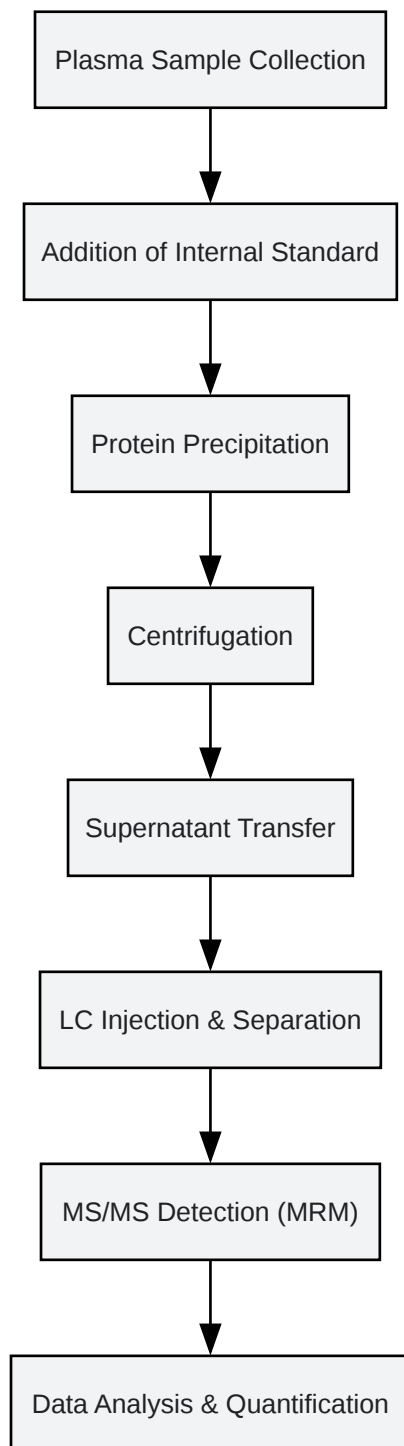 Plasma Sample Collection
Addition of Internal Standard
Protein Precipitation
Centrifugation
Supernatant Transfer
LC Injection & Separation
MS/MS Detection (MRM)
Data Analysis & Quantification